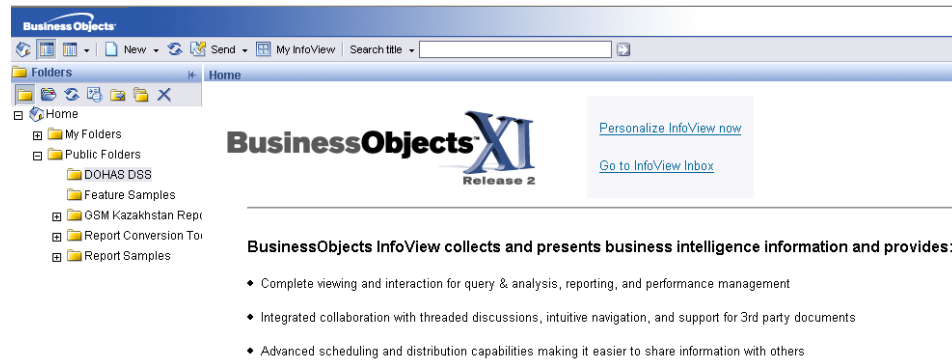 Business Objects
New Send My InfoView Search title
Folders Home
Home
My Folders
Public Folders
DOHAS DSS
Feature Samples
GSM Kazakhstan Repo
Report Conversion To
Report Samples
BusinessObjects™ XI
Release 2
Personalize InfoView now
Go to InfoView Inbox
BusinessObjects InfoView collects and presents business intelligence information and provides:
Complete viewing and interaction for query & analysis, reporting, and performance management
Integrated collaboration with threaded discussions, intuitive navigation, and support for 3rd party documents
Advanced scheduling and distribution capabilities making it easier to share information with others